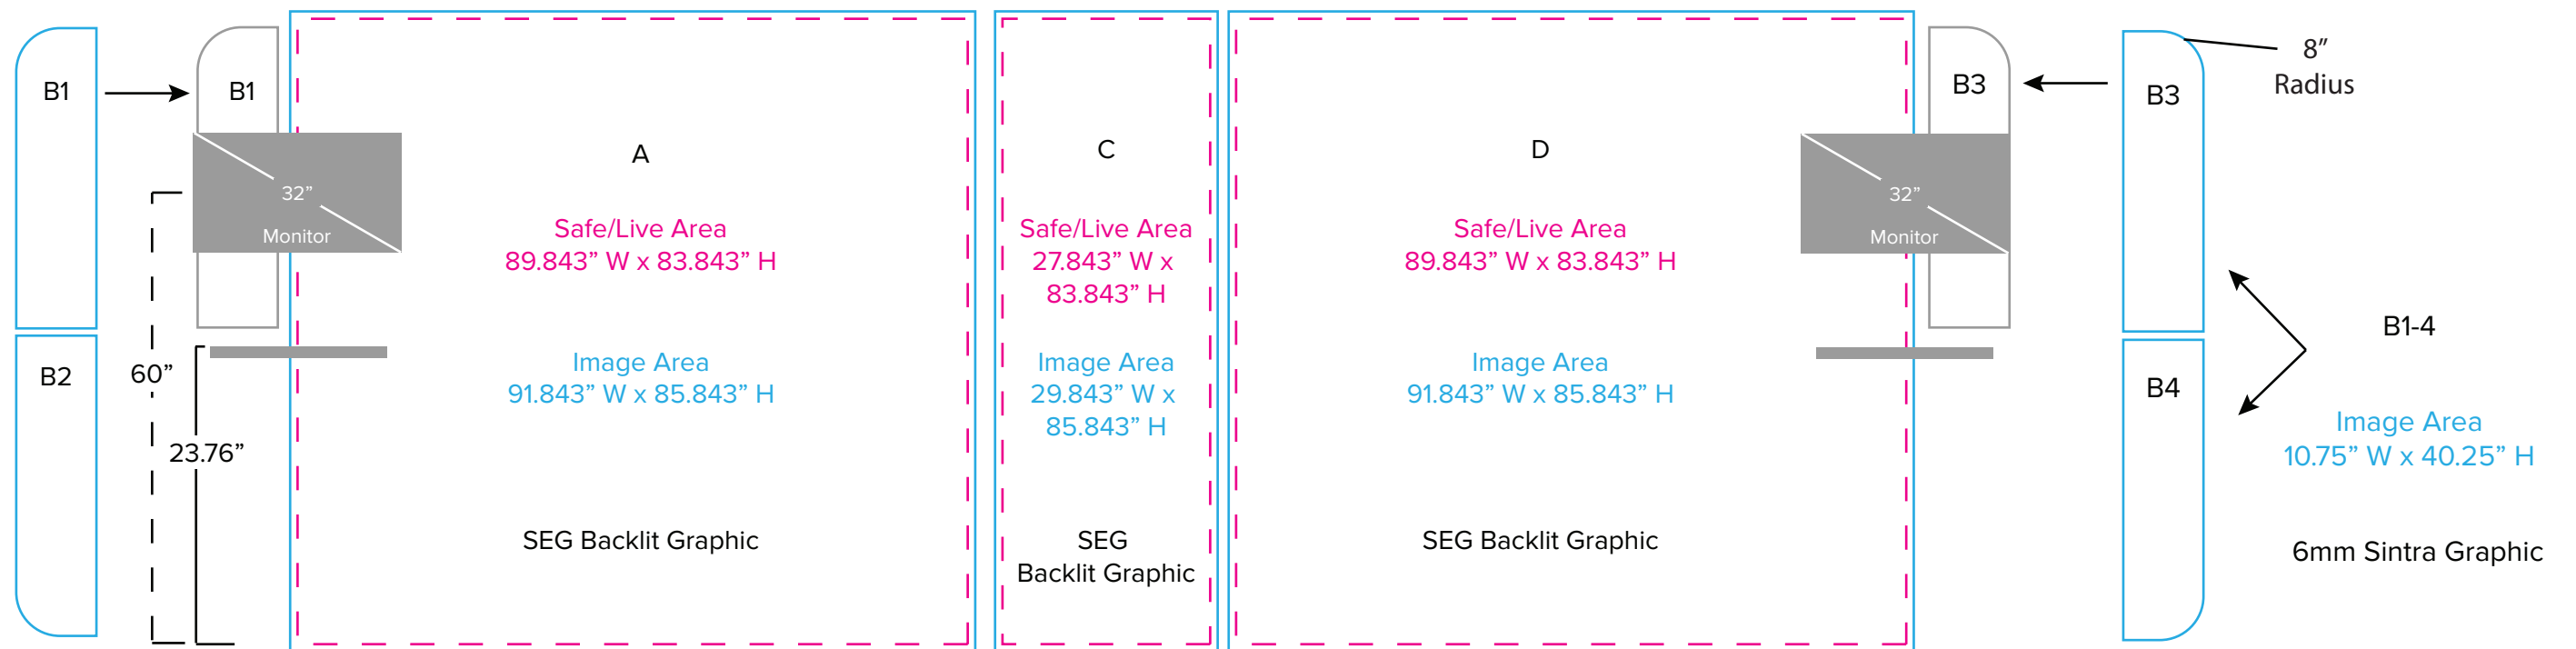 B1
B2
60”
23.76”
B1
32”
Monitor
A
Safe/Live Area
89.843” W x 83.843” H
Image Area
91.843” W x 85.843” H
SEG Backlit Graphic
C
Safe/Live Area
27.843” W x
83.843” H
Image Area
29.843” W x
85.843” H
SEG
Backlit Graphic
D
Safe/Live Area
89.843” W x 83.843” H
Image Area
91.843” W x 85.843” H
SEG Backlit Graphic
B3
32”
Monitor
B3
B4
8”
Radius
B1-4
Image Area
10.75” W x 40.25” H
6mm Sintra Graphic